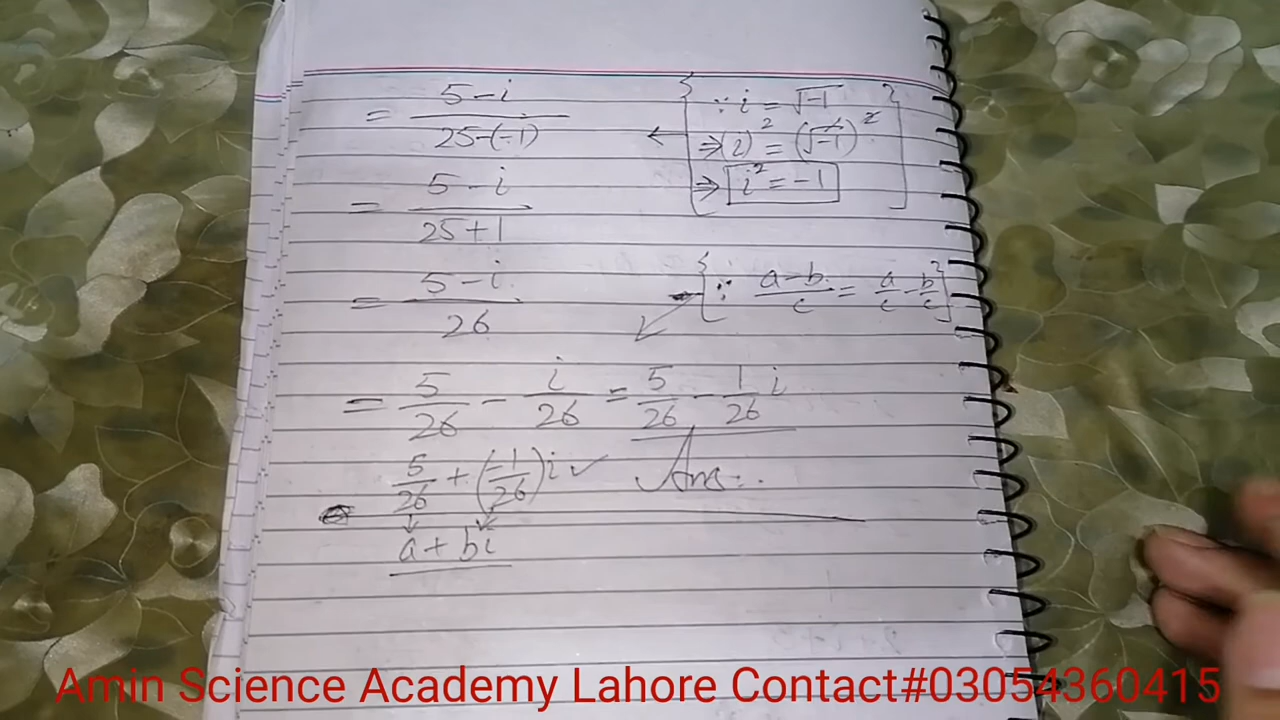 = 5-i / 25-(-1)
{∵ i = √-1
⇒ (i)² = (√-1)²
⇒ i² = -1}
= 5-i / 25+1
= 5-i / 26
{∵ a-b / c = a/c - b/c}
= 5/26 - i/26 = 5/26 - 1/26 i
5/26 + (-1/26)i ✓ Ans:.
a + bi
Amin Science Academy Lahore Contact#03054360415